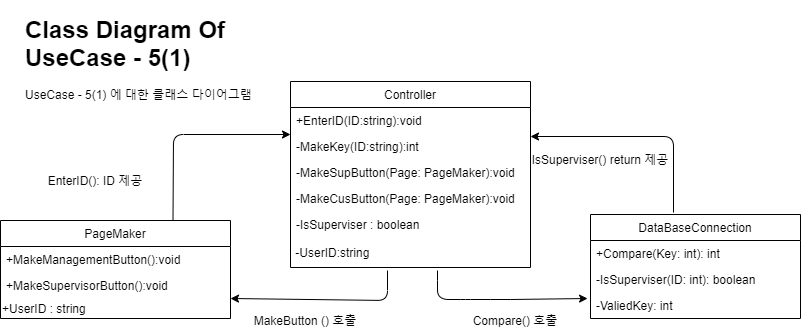 Class Diagram Of
UseCase - 5(1)
UseCase - 5(1) 에 대한 클래스 다이어그램
Controller
+EnterID(ID:string):void
-MakeKey(ID:string):int
-MakeSupButton(Page: PageMaker):void
-MakeCusButton(Page: PageMaker):void
-IsSuperviser : boolean
-UserID:string
EnterID(): ID 제공
IsSuperviser() return 제공
PageMaker
+MakeManagementButton():void
+MakeSupervisorButton():void
+UserID : string
DataBaseConnection
+Compare(Key: int): int
-IsSuperviser(ID: int): boolean
-ValiedKey: int
MakeButton () 호출
Compare() 호출